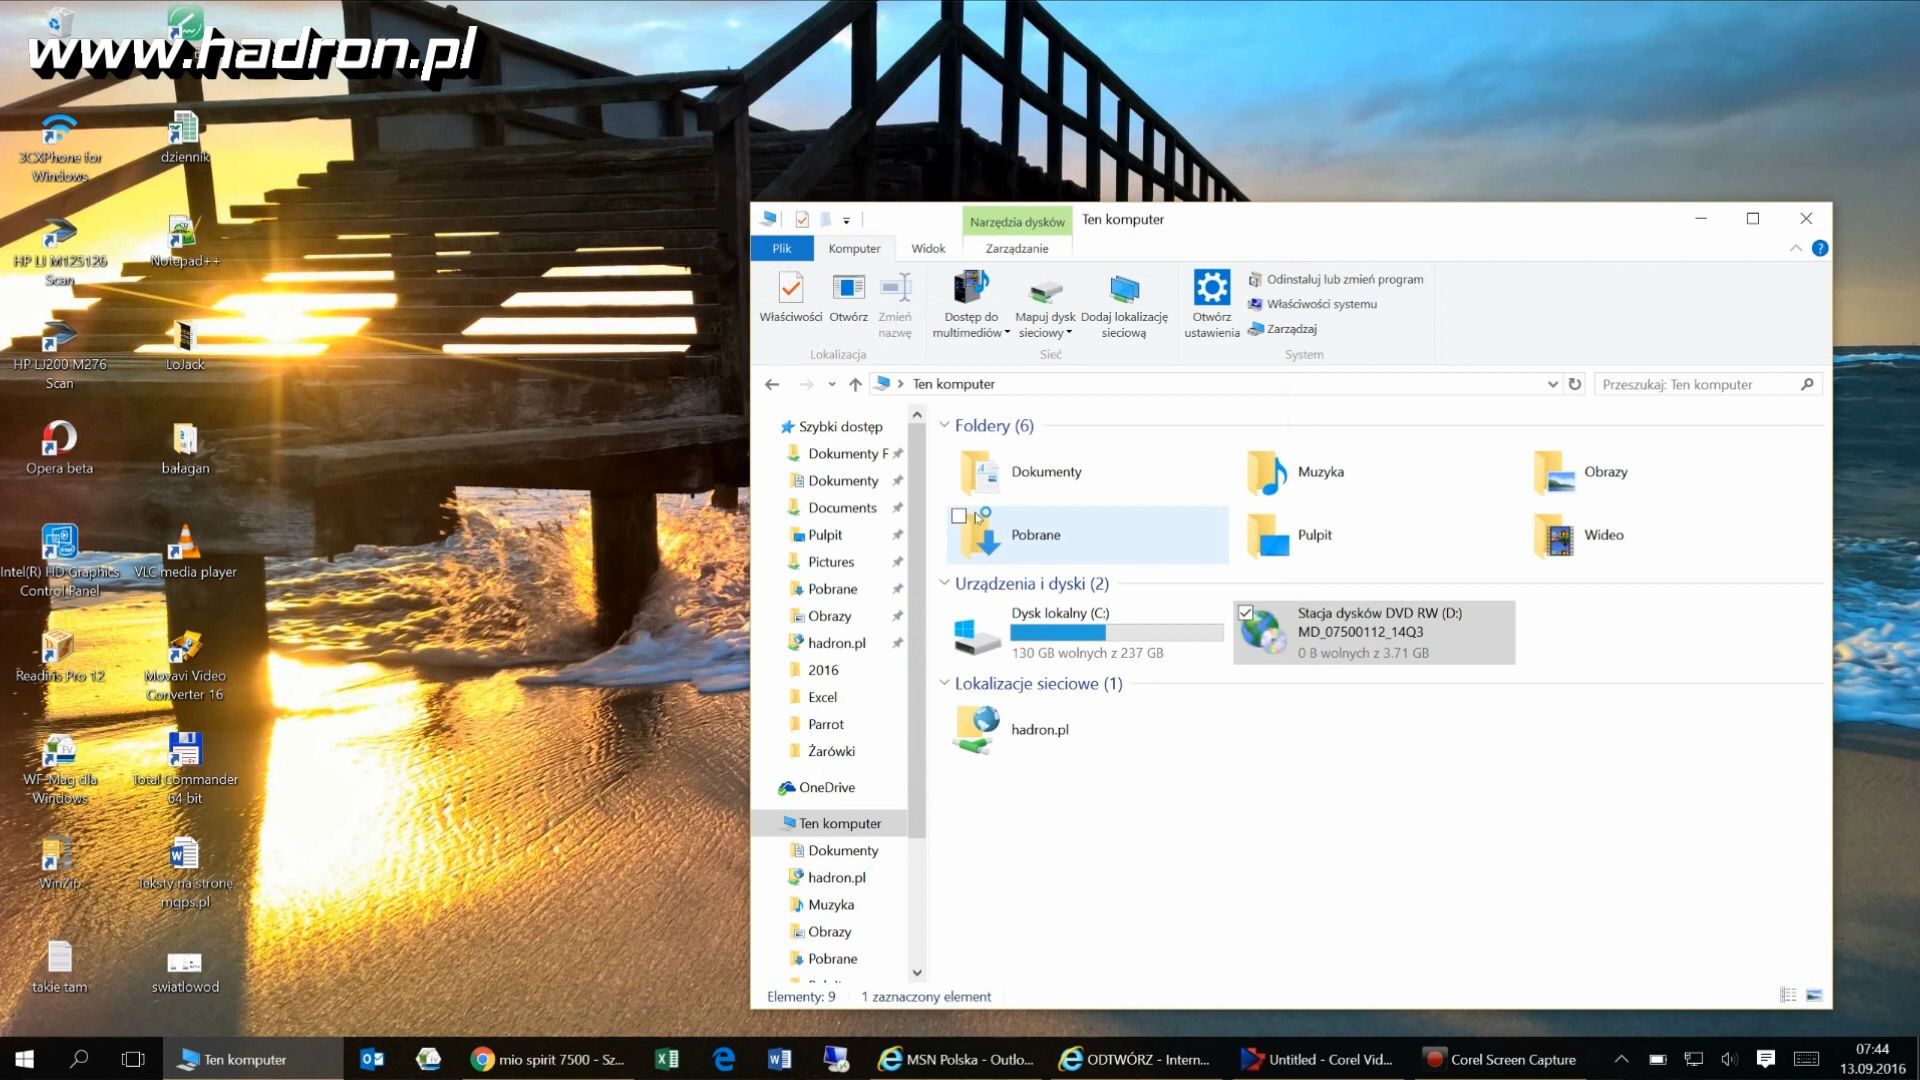 www.hadron.pl
3CXPhone for
Windows
dziennik
HP LJ M125126
Scan
Notepad++
HP LJ200 M276
Scan
LoJack
Opera beta
bałagan
Intel(R) HD Graphics
Control Panel
VLC media player
Readiris Pro 12
Movavi Video
Converter 16
WF-Mag dla
Windows
Total Commander
64 bit
WinZip
Teksty na stronę
mgps.pl
takie tam
swiatlowod
Narzędzia dysków
Ten komputer
Plik
Komputer
Widok
Zarządzanie
Właściwości
Otwórz
Zmień
nazwę
Lokalizacja
Dostęp do
multimediów
Mapuj dysk
sieciowy
Dodaj lokalizację
sieciową
Sieć
Otwórz
ustawienia
Odinstaluj lub zmień program
Właściwości systemu
Zarządzaj
System
Ten komputer
Przeszukaj: Ten komputer
Szybki dostęp
Dokumenty F
Dokumenty
Documents
Pulpit
Pictures
Pobrane
Obrazy
hadron.pl
2016
Excel
Parrot
Żarówki
OneDrive
Ten komputer
Dokumenty
hadron.pl
Muzyka
Obrazy
Pobrane
Foldery (6)
Dokumenty
Muzyka
Obrazy
Pobrane
Pulpit
Wideo
Urządzenia i dyski (2)
Dysk lokalny (C:)
130 GB wolnych z 237 GB
Stacja dysków DVD RW (D:)
MD_07500112_14Q3
0 B wolnych z 3.71 GB
Lokalizacje sieciowe (1)
hadron.pl
Elementy: 9
1 zaznaczony element
Ten komputer
mio spirit 7500 - Sz...
MSN Polska - Outlo...
ODTWÓRZ - Intern...
Untitled - Corel Vid...
Corel Screen Capture
07:44
13.09.2016